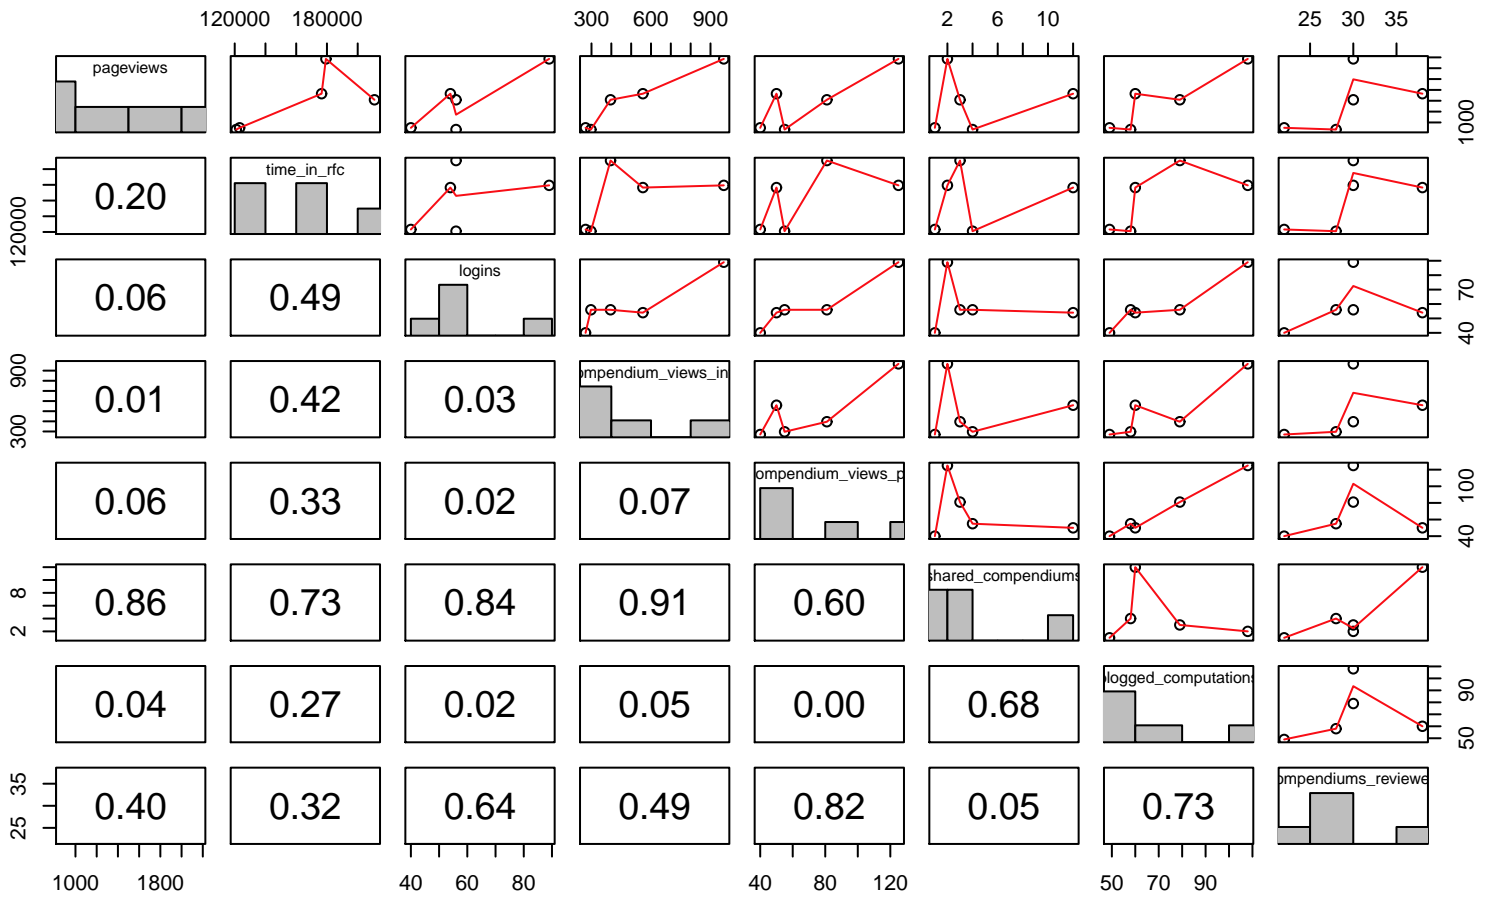 120000 180000 300 600 900 2 6 10 25 30 35
pageviews
1000
0.20
time_in_rfc
120000
0.06 0.49
logins
40 70
0.01 0.42 0.03
ompendium_views_in
300 900
0.06 0.33 0.02 0.07
ompendium_views_p
40 100
0.86 0.73 0.84 0.91 0.60
shared_compendiums
2 8
0.04 0.27 0.02 0.05 0.00 0.68
logged_computations
50 90
0.40 0.32 0.64 0.49 0.82 0.05 0.73
ompendiums_reviewe
25 35
1000 1800 40 60 80 40 80 120 50 70 90